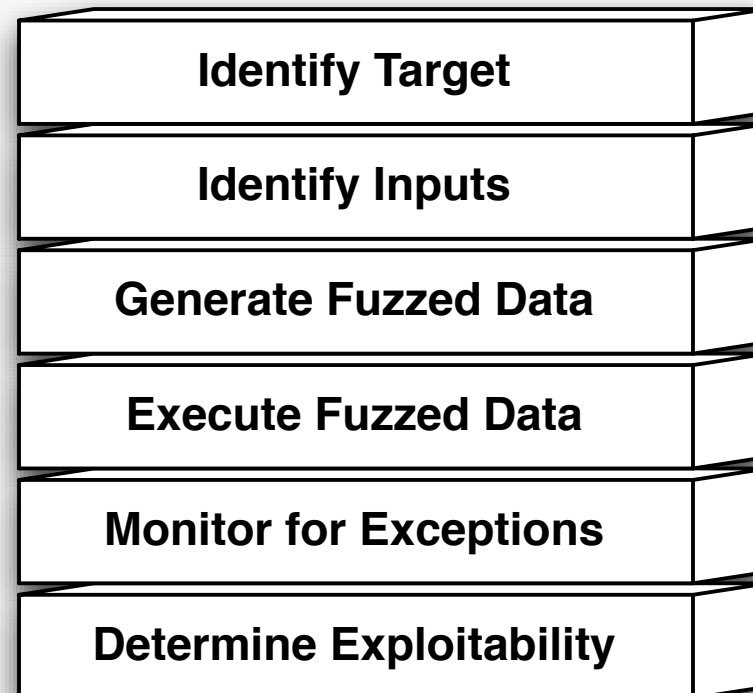 Identify Target
Identify Inputs
Generate Fuzzed Data
Execute Fuzzed Data
Monitor for Exceptions
Determine Exploitability